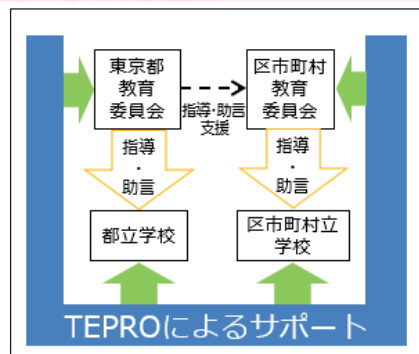 東京都
教育
委員会
指導・助言
支援
区市町村
教育
委員会
指導
・
助言
指導
・
助言
都立学校
区市町村立
学校
TEPROによるサポート